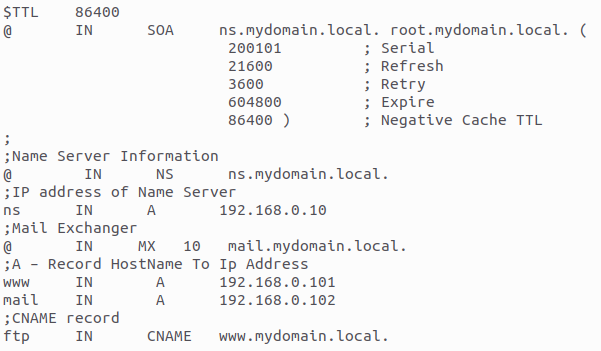 $TTL    86400
@       IN      SOA     ns.mydomain.local. root.mydomain.local. (
                         200101         ; Serial
                         21600          ; Refresh
                         3600           ; Retry
                         604800         ; Expire
                         86400 )        ; Negative Cache TTL
;
;Name Server Information
@        IN      NS      ns.mydomain.local.
;IP address of Name Server
ns      IN      A       192.168.0.10
;Mail Exchanger
@       IN     MX   10   mail.mydomain.local.
;A – Record HostName To Ip Address
www     IN       A      192.168.0.101
mail    IN       A      192.168.0.102
;CNAME record
ftp     IN      CNAME   www.mydomain.local.